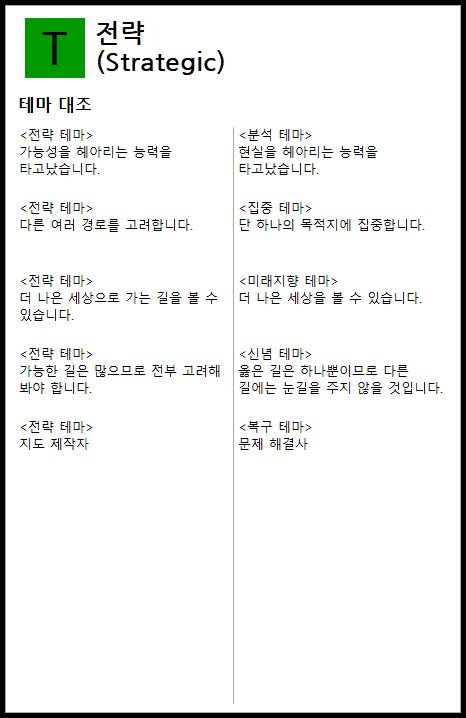 T
전략
(Strategic)
테마 대조
<전략 테마>
가능성을 헤아리는 능력을
타고났습니다.
<분석 테마>
현실을 헤아리는 능력을
타고났습니다.
<전략 테마>
다른 여러 경로를 고려합니다.
<집중 테마>
단 하나의 목적지에 집중합니다.
<전략 테마>
더 나은 세상으로 가는 길을 볼 수
있습니다.
<미래지향 테마>
더 나은 세상을 볼 수 있습니다.
<전략 테마>
가능한 길은 많으므로 전부 고려해
봐야 합니다.
<신념 테마>
옳은 길은 하나뿐이므로 다른
길에는 눈길을 주지 않을 것입니다.
<전략 테마>
지도 제작자
<복구 테마>
문제 해결사